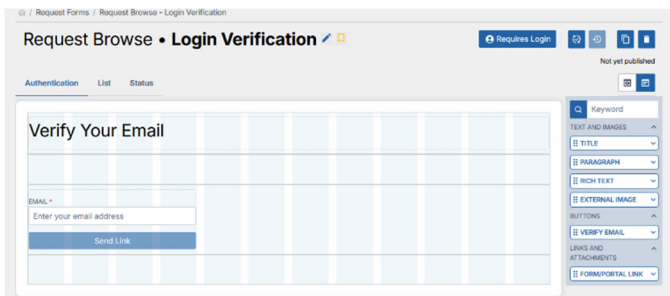 / Request Forms / Request Browse • Login Verification
Request Browse • Login Verification
Requires Login
Not yet published
Authentication List Status
Keyword
Verify Your Email
TEXT AND IMAGES
TITLE
PARAGRAPH
RICH TEXT
EXTERNAL IMAGE
EMAIL *
Enter your email address
Send Link
BUTTONS
VERIFY EMAIL
LINKS AND
ATTACHMENTS
FORM/PORTAL LINK